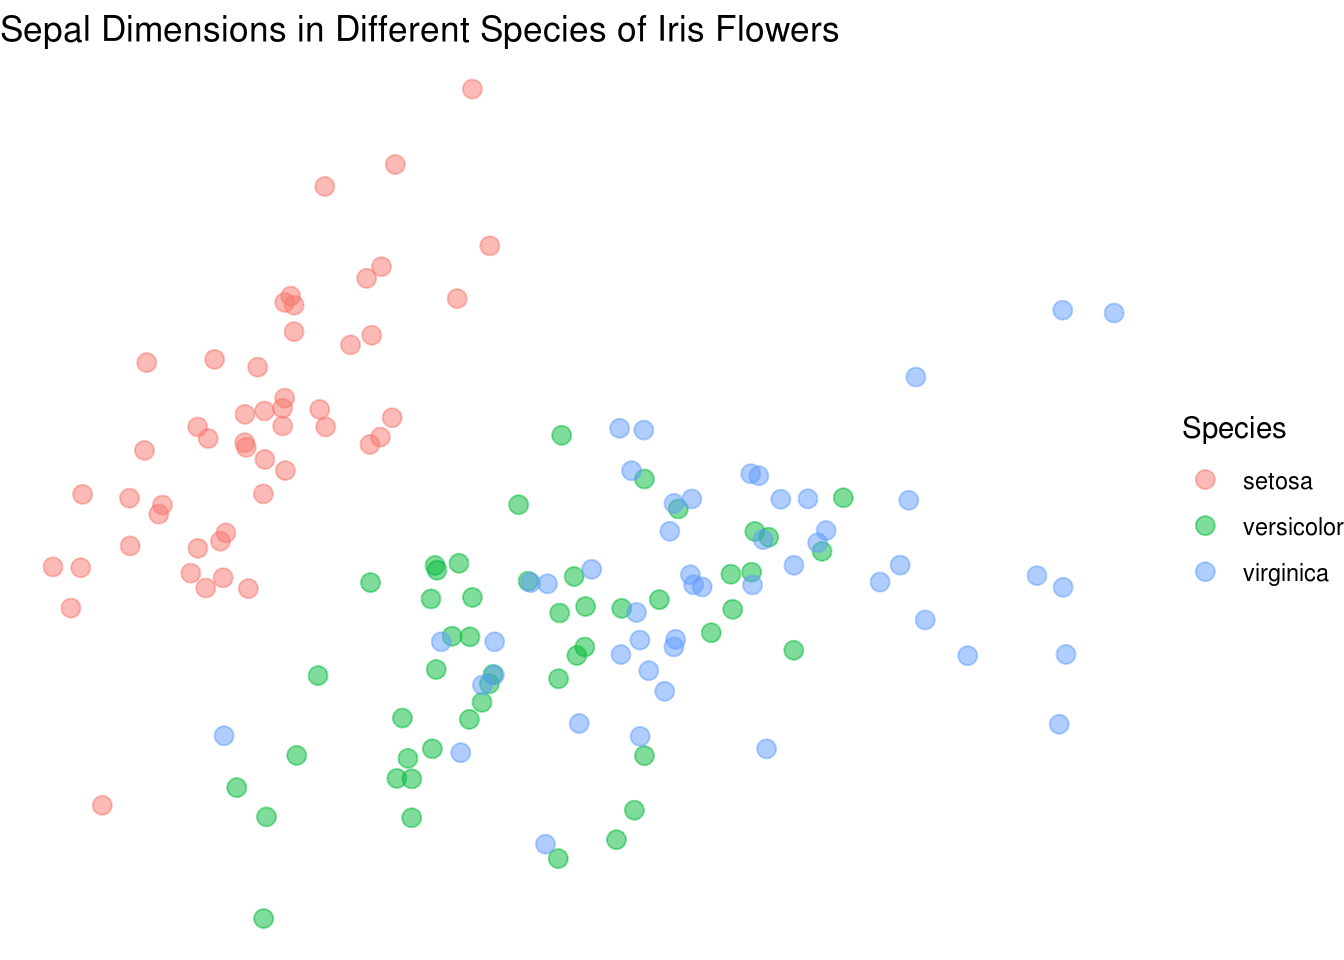 Sepal Dimensions in Different Species of Iris Flowers
Species
setosa
versicolor
virginica